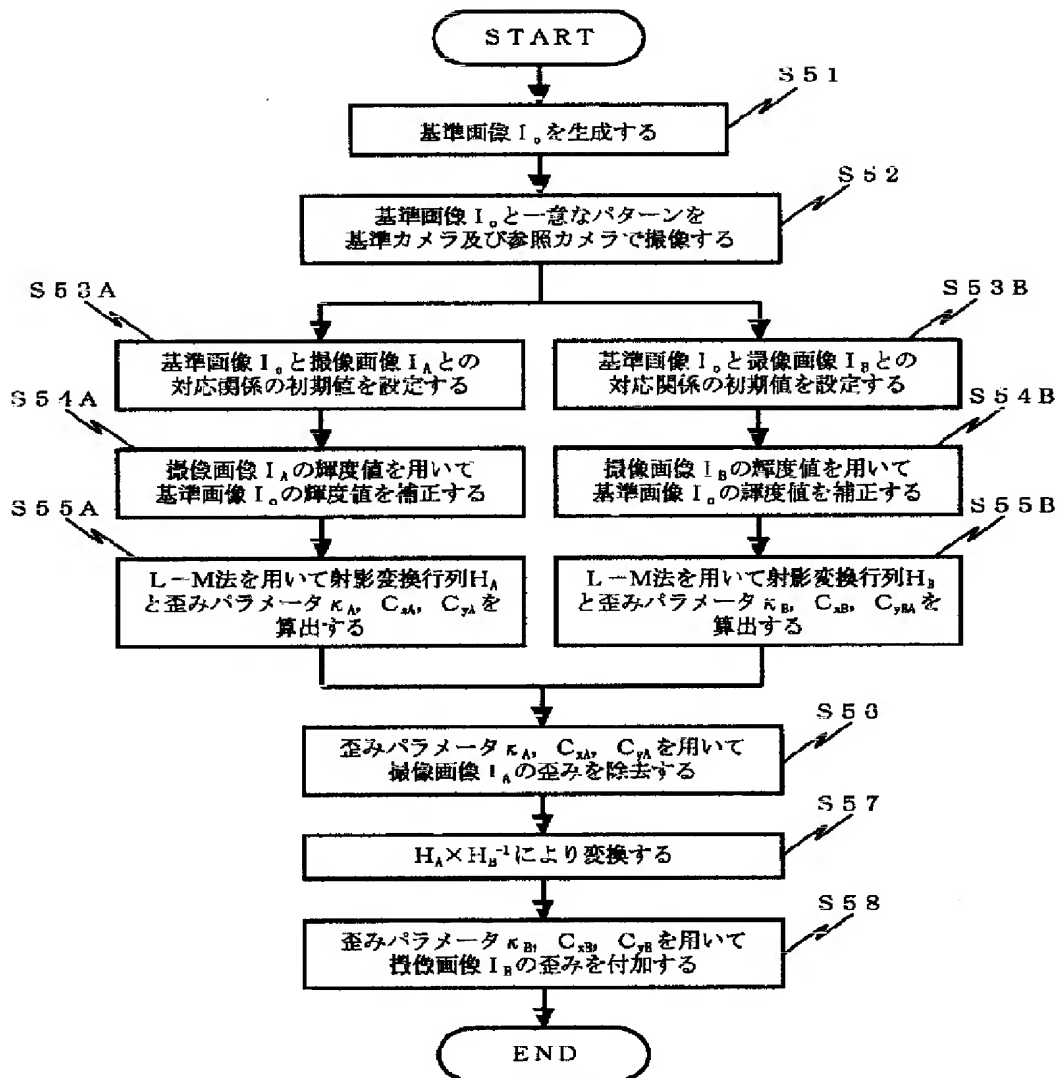 START
S51
基準画像Ioを生成する
S52
基準画像Ioと一意なパターンを
基準カメラ及び参照カメラで撮像する
S53A
基準画像Ioと撮像画像IAとの
対応関係の初期値を設定する
S53B
基準画像Ioと撮像画像IBとの
対応関係の初期値を設定する
S54A
撮像画像IAの輝度値を用いて
基準画像Ioの輝度値を補正する
S54B
撮像画像IBの輝度値を用いて
基準画像Ioの輝度値を補正する
S55A
L−M法を用いて射影変換行列HA
と歪みパラメータκA, CxA, CyAを
算出する
S55B
L−M法を用いて射影変換行列HB
と歪みパラメータκB, CxB, CyBAを
算出する
S56
歪みパラメータκA, CxA, CyAを用いて
撮像画像IAの歪みを除去する
S57
HA×HB⁻¹により変換する
S58
歪みパラメータκB, CxB, CyBを用いて
撮像画像IBの歪みを付加する
END